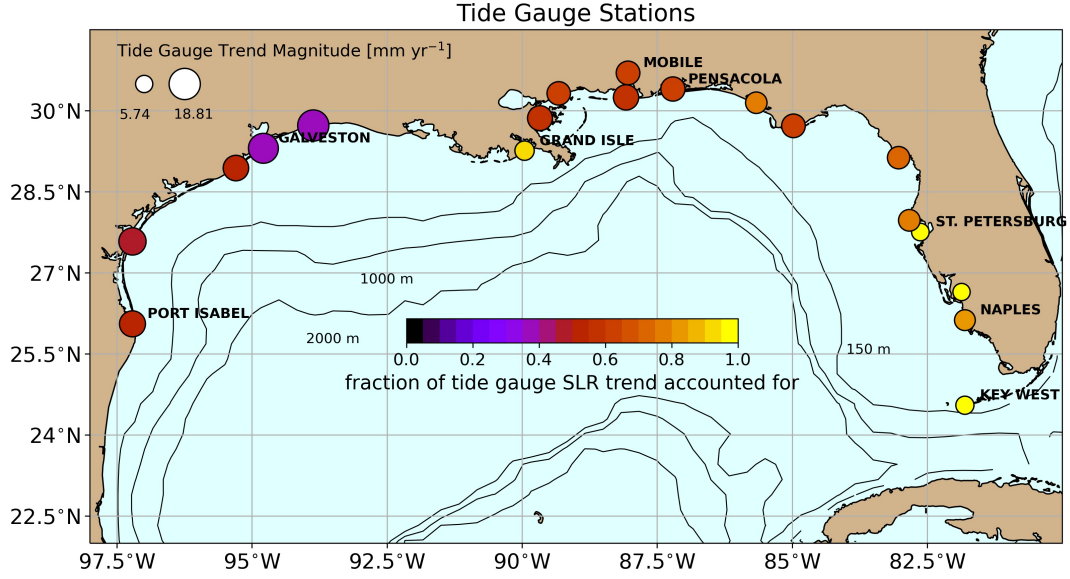 Tide Gauge Stations
Tide Gauge Trend Magnitude [mm yr⁻¹]
5.74 18.81
MOBILE
PENSACOLA
GALVESTON
GRAND ISLE
ST. PETERSBURG
PORT ISABEL
NAPLES
KEY WEST
1000 m
2000 m
150 m
0.0 0.2 0.4 0.6 0.8 1.0
fraction of tide gauge SLR trend accounted for
30°N
28.5°N
27°N
25.5°N
24°N
22.5°N
97.5°W 95°W 92.5°W 90°W 87.5°W 85°W 82.5°W